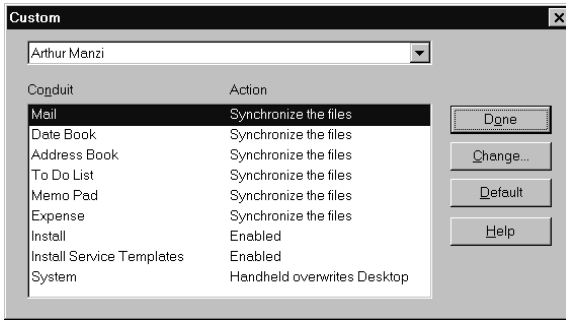 Custom
Arthur Manzi
Conduit Action
Mail Synchronize the files
Date Book Synchronize the files
Address Book Synchronize the files
To Do List Synchronize the files
Memo Pad Synchronize the files
Expense Synchronize the files
Install Enabled
Install Service Templates Enabled
System Handheld overwrites Desktop
Done
Change...
Default
Help